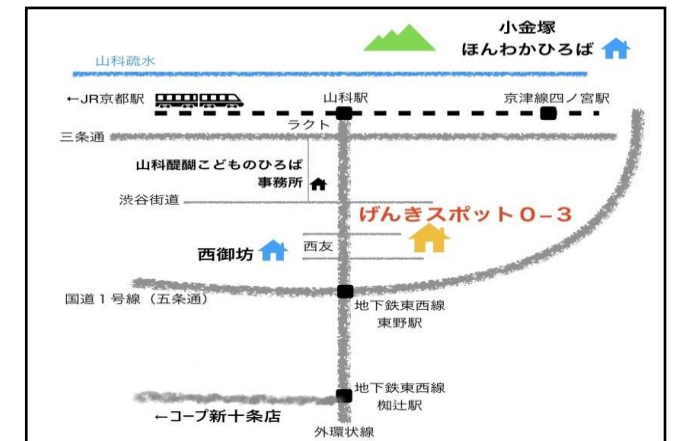 小金塚
ほんわかひろば
山科疏水
←JR京都駅
山科駅
京津線四ノ宮駅
ラクト
三条通
山科醍醐こどものひろば
事務所
渋谷街道
げんきスポット0-3
西御坊
西友
国道1号線（五条通）
地下鉄東西線
東野駅
地下鉄東西線
椥辻駅
←コープ新十条店
外環状線